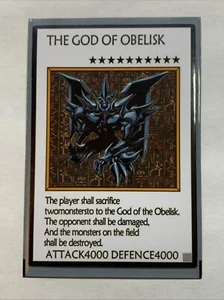 THE GOD OF OBELISK
The player shall sacrifice
twomonstersto to the God of the Obelisk.
The opponent shall be damaged,
And the monsters on the field
shall be destroyed.
ATTACK4000 DEFENCE4000